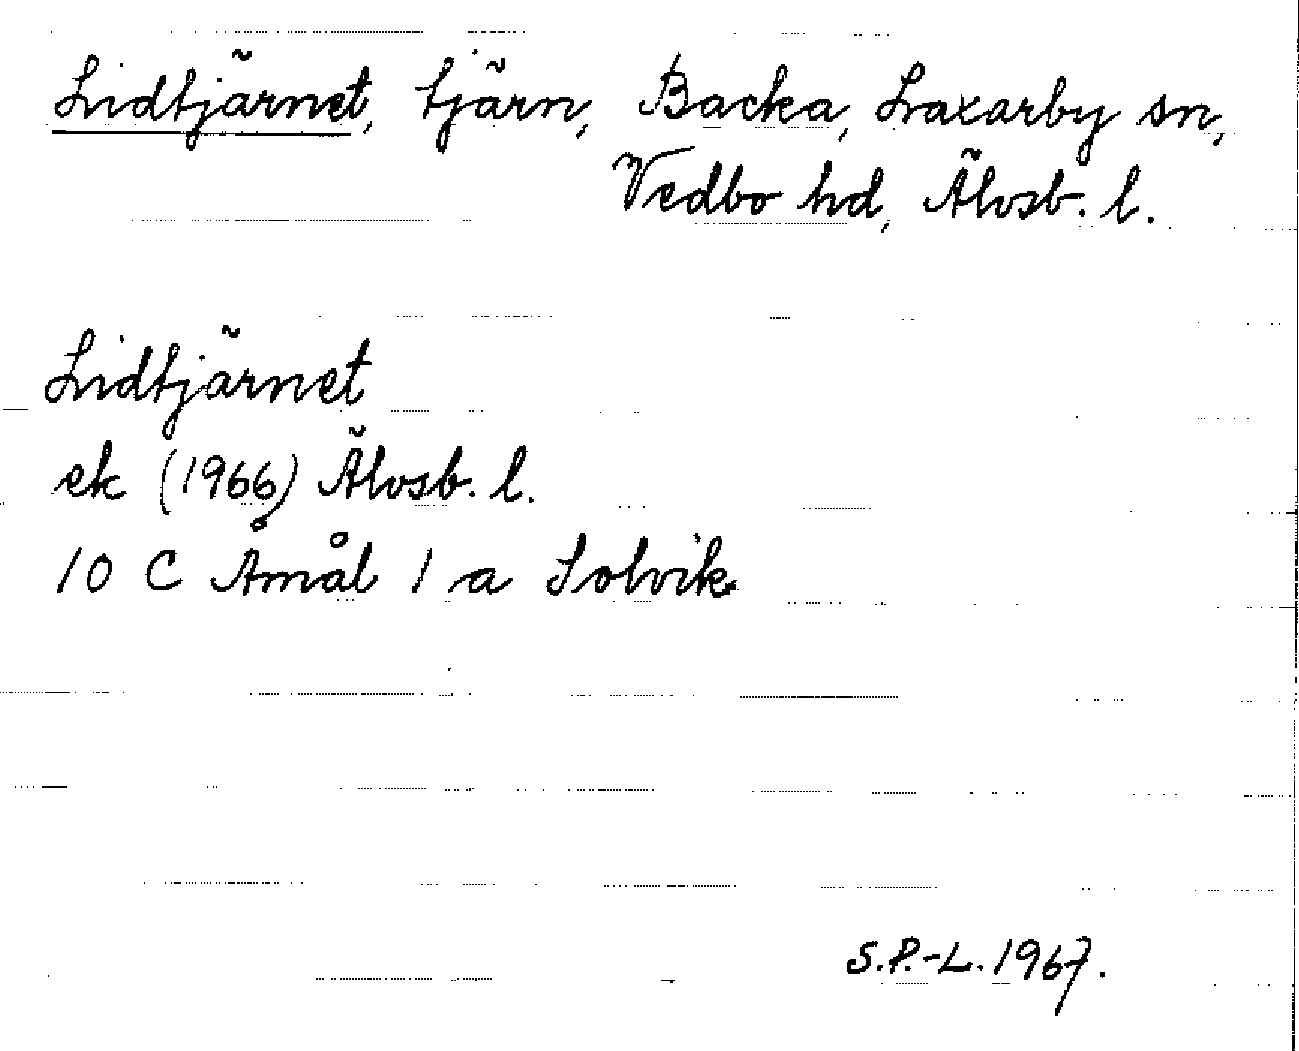 Lidtjärnet, tjärn, Backa, Laxarby sn,
Vedbo hd, Älvsb. l.
Lidtjärnet
ek (1966) Älvsb. l.
10 C Åmål 1 a Solvik
S.P.-L. 1967.